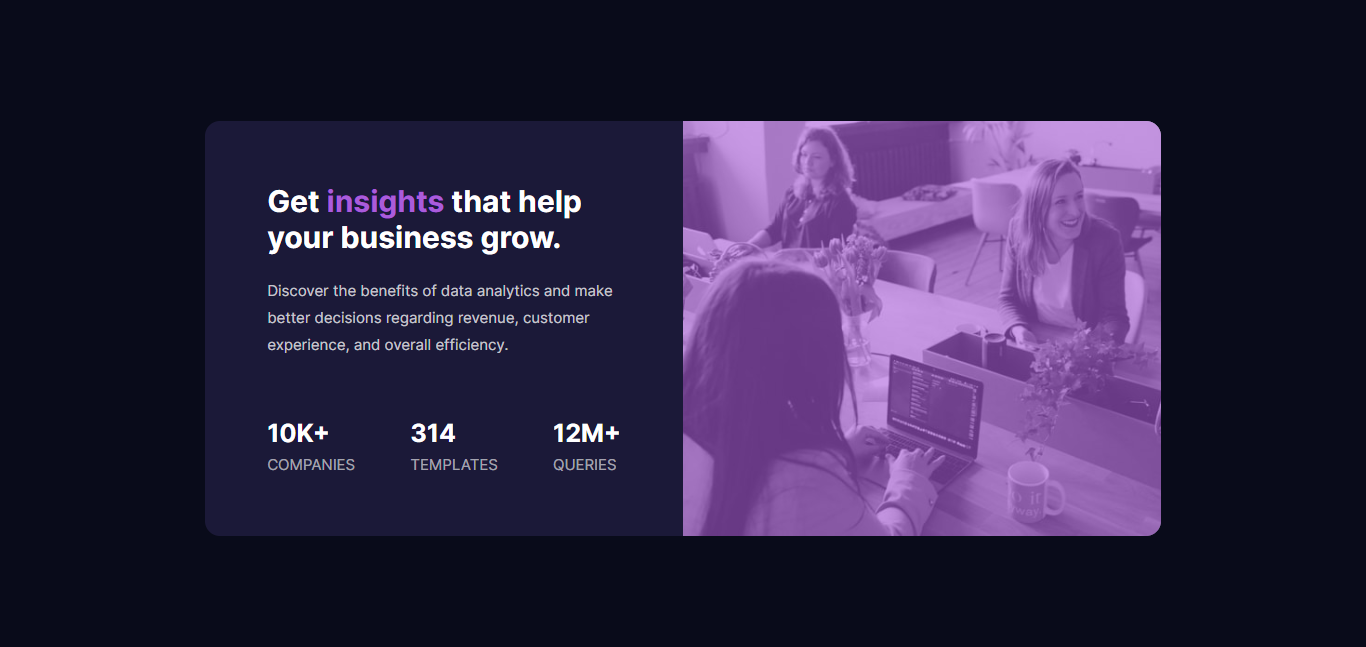 Get insights that help
your business grow.
Discover the benefits of data analytics and make
better decisions regarding revenue, customer
experience, and overall efficiency.
10K+ 314 12M+
COMPANIES TEMPLATES QUERIES